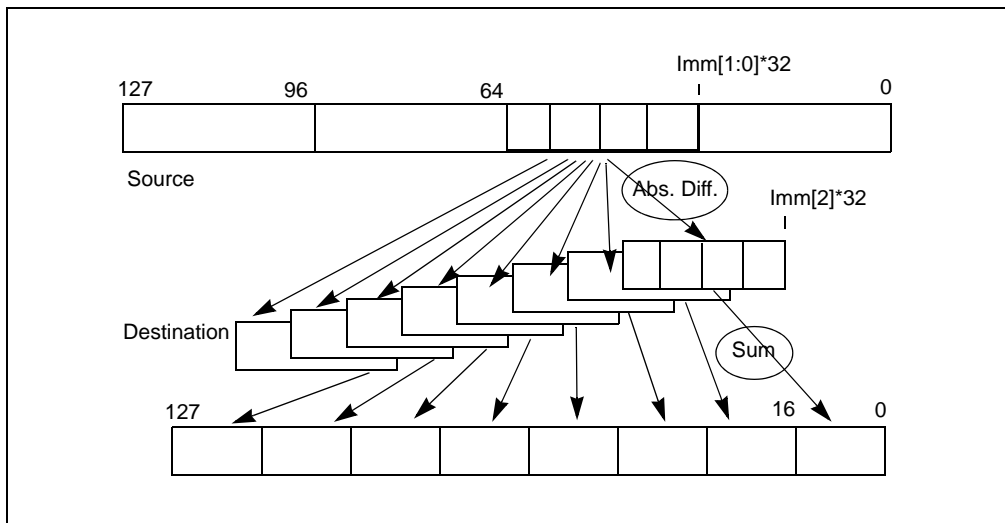 Imm[1:0]*32
127 96 64 0
Source
Abs. Diff.
Imm[2]*32
Destination
Sum
127 16 0